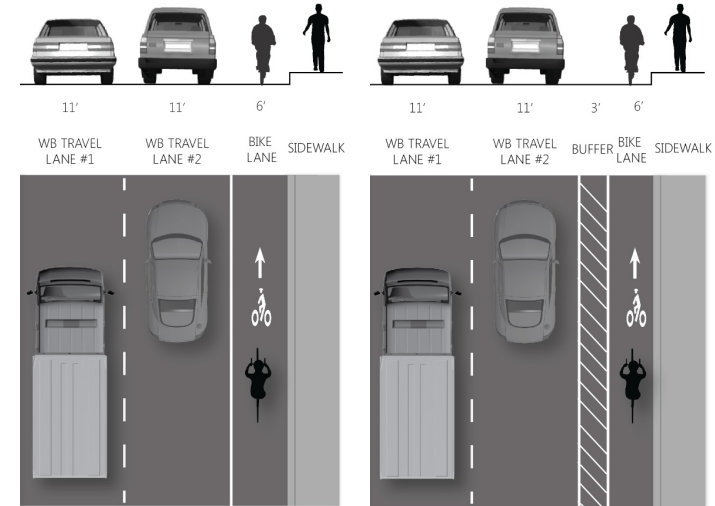 11′ 11′ 6′
WB TRAVEL
LANE #1
WB TRAVEL
LANE #2
BIKE
LANE
SIDEWALK
11′ 11′ 3′ 6′
WB TRAVEL
LANE #1
WB TRAVEL
LANE #2
BUFFER
BIKE
LANE
SIDEWALK